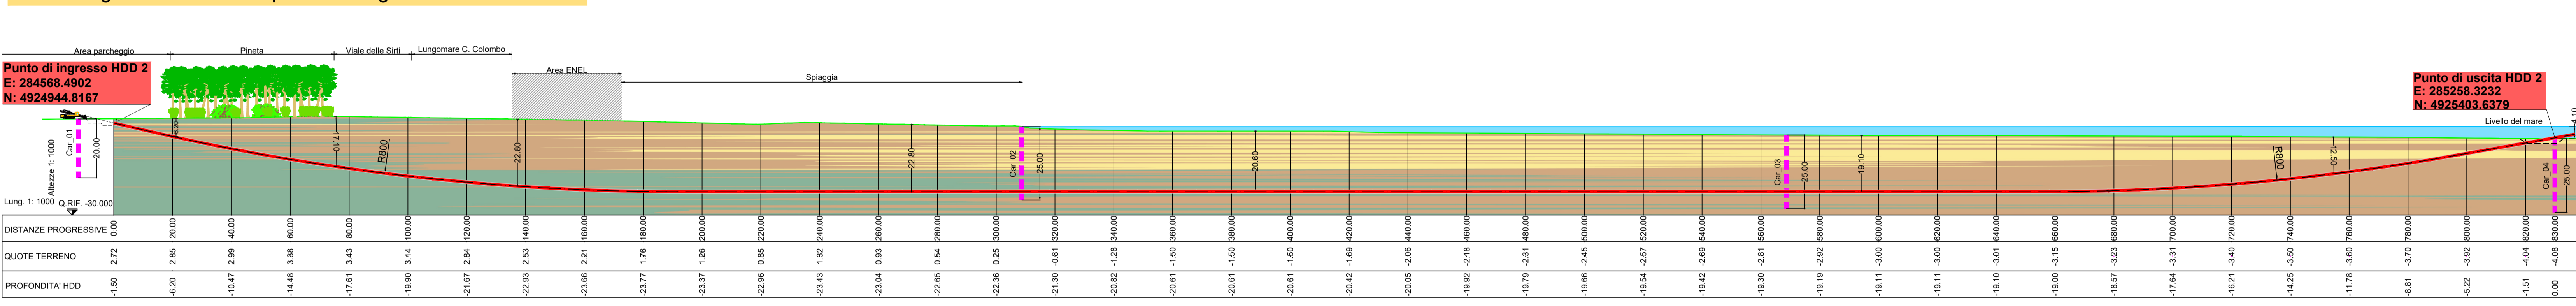 Area parcheggio
Pineta
Viale delle Sirti
Lungomare C. Colombo
Area ENEL
Spiaggia
Punto di ingresso HDD 2
E: 284568.4902
N: 4924944.8167
Punto di uscita HDD 2
E: 285258.3232
N: 4925403.6379
Livello del mare
4.10
Car_01
20.00
6.20
17.10
R800
22.80
22.80
Car_02
25.00
20.60
Car_03
25.00
19.10
R800
12.50
Car_04
25.00
Altezze 1: 1000
Lung. 1: 1000
Q.RIF. -30.000
DISTANZE PROGRESSIVE 0.00 20.00 40.00 60.00 80.00 100.00 120.00 140.00 160.00 180.00 200.00 220.00 240.00 260.00 280.00 300.00 320.00 340.00 360.00 380.00 400.00 420.00 440.00 460.00 480.00 500.00 520.00 540.00 560.00 580.00 600.00 620.00 640.00 660.00 680.00 700.00 720.00 740.00 760.00 780.00 800.00 820.00 830.00
QUOTE TERRENO 2.72 2.85 2.99 3.38 3.43 3.14 2.84 2.53 2.21 1.76 1.26 0.85 1.32 0.93 0.54 0.25 -0.81 -1.28 -1.50 -1.50 -1.50 -1.69 -2.06 -2.18 -2.31 -2.45 -2.57 -2.69 -2.81 -2.92 -3.00 -3.00 -3.01 -3.15 -3.23 -3.31 -3.40 -3.50 -3.60 -3.70 -3.92 -4.04 -4.08
PROFONDITA' HDD -1.50 -6.20 -10.47 -14.48 -17.51 -19.90 -21.67 -22.93 -23.66 -23.77 -23.37 -22.96 -23.43 -23.04 -22.65 -22.36 -21.30 -20.82 -20.61 -20.61 -20.61 -20.42 -20.05 -19.92 -19.79 -19.66 -19.54 -19.42 -19.30 -19.19 -19.11 -19.11 -19.10 -19.00 -18.57 -17.64 -16.21 -14.25 -11.78 -8.81 -5.22 -1.51 0.00